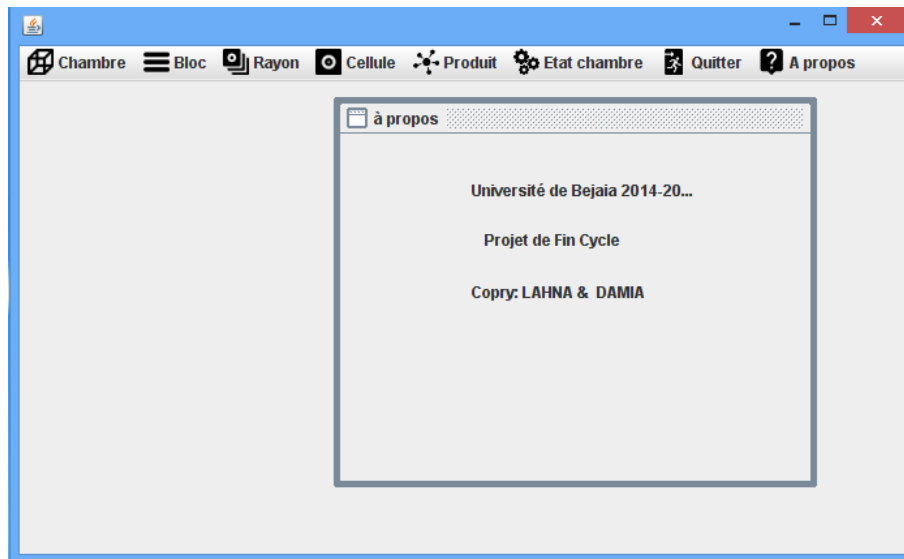 Chambre Bloc Rayon Cellule Produit Etat chambre Quitter A propos
à propos
Université de Bejaia 2014-20...
Projet de Fin Cycle
Copry: LAHNA & DAMIA